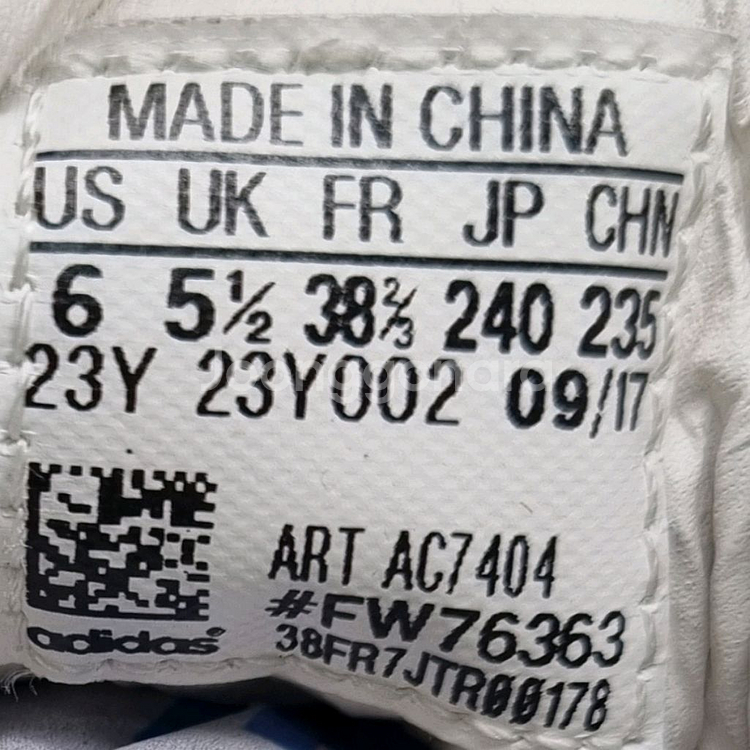 MADE IN CHINA
US UK FR JP CHN
6 5½ 38⅔ 240 235
23Y 23Y002 09/17
ART AC7404
#FW76363
adidas®
38FR7JTR00178